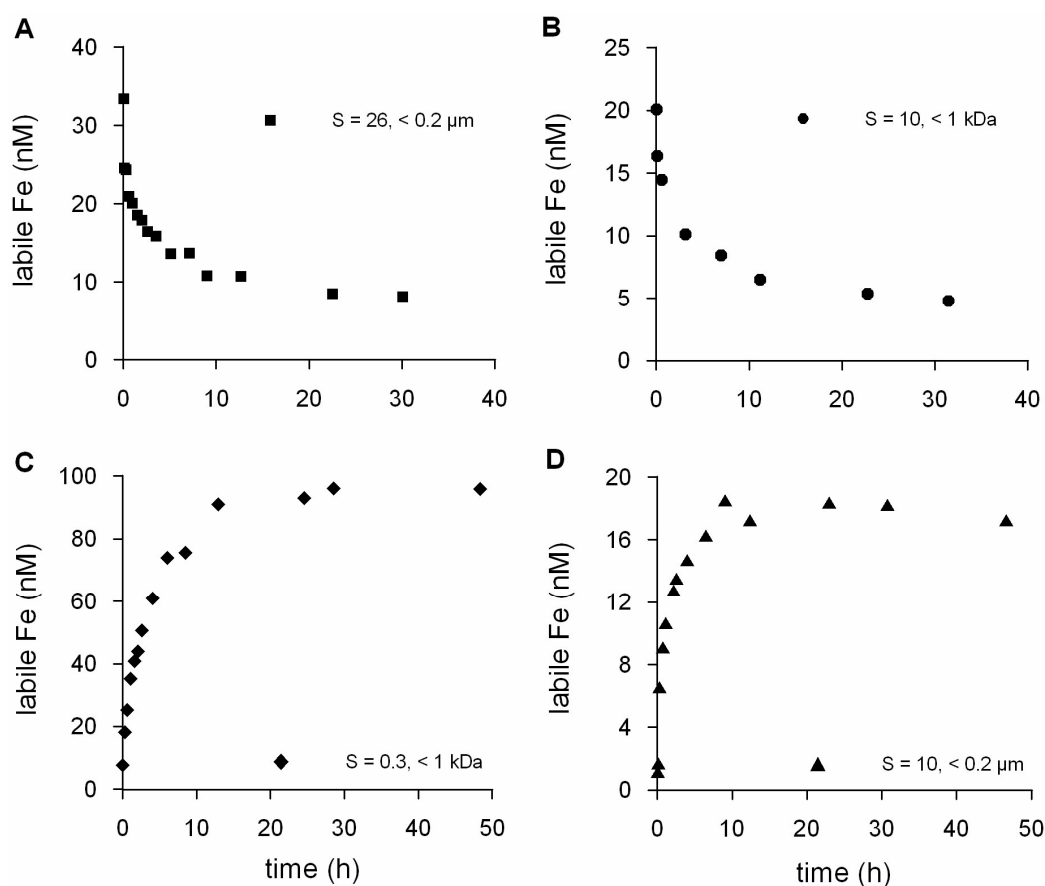 A
40
30
20
10
0
labile Fe (nM)
S = 26, < 0.2 µm
0 10 20 30 40
B
25
20
15
10
5
0
labile Fe (nM)
S = 10, < 1 kDa
0 10 20 30 40
C
100
80
60
40
20
0
labile Fe (nM)
S = 0.3, < 1 kDa
0 10 20 30 40 50
time (h)
D
20
16
12
8
4
0
labile Fe (nM)
S = 10, < 0.2 µm
0 10 20 30 40 50
time (h)